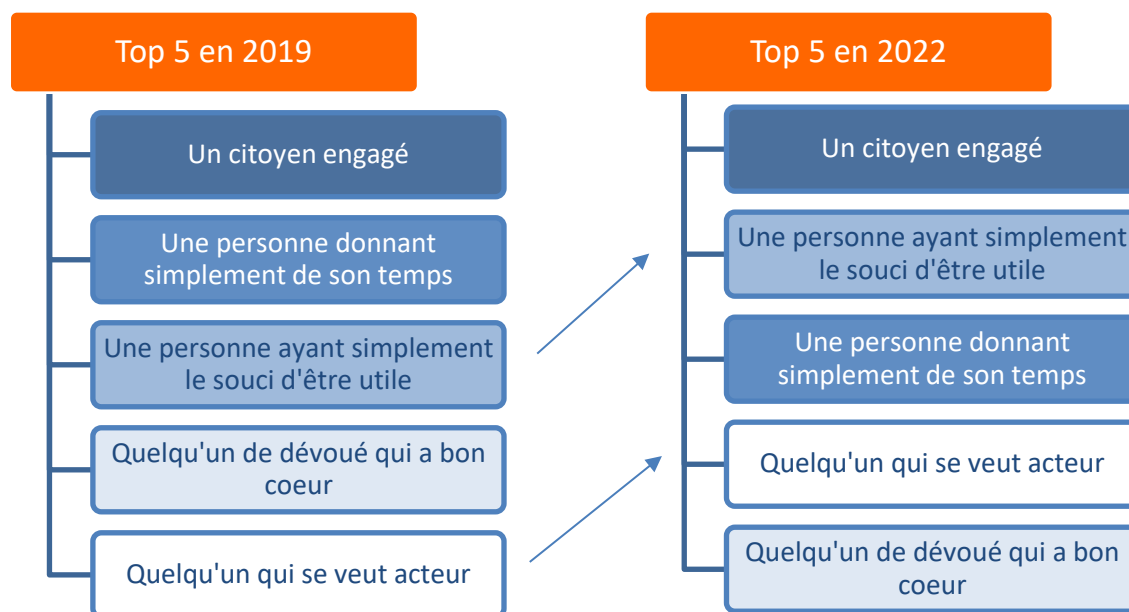 Top 5 en 2019
Un citoyen engagé
Une personne donnant
simplement de son temps
Une personne ayant simplement
le souci d'être utile
Quelqu'un de dévoué qui a bon
coeur
Quelqu'un qui se veut acteur
Top 5 en 2022
Un citoyen engagé
Une personne ayant simplement
le souci d'être utile
Une personne donnant
simplement de son temps
Quelqu'un qui se veut acteur
Quelqu'un de dévoué qui a bon
coeur